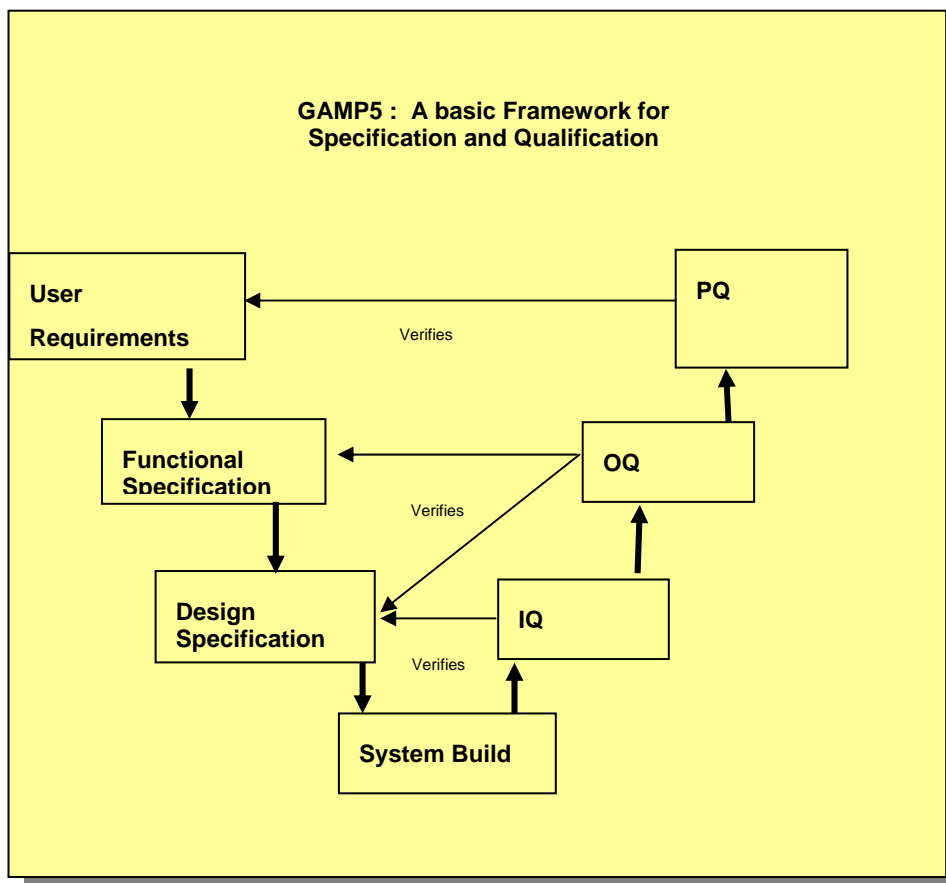 GAMP5 : A basic Framework for
Specification and Qualification
User
Requirements
PQ
Verifies
Functional
Specification
OQ
Verifies
Design
Specification
IQ
Verifies
System Build